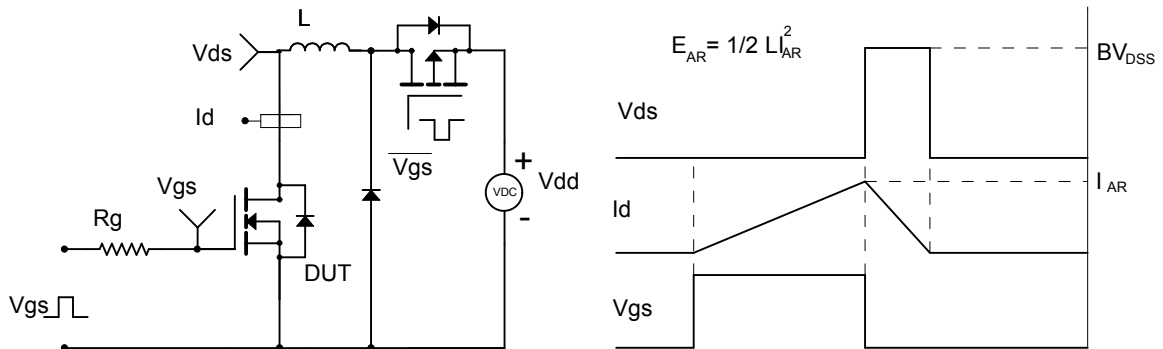 L
Vds
Id
Vgs
Vgs
Rg
DUT
Vgs
+
VDC
Vdd
-
E_AR = 1/2 LI_AR^2
BV_DSS
Vds
I_AR
Id
Vgs